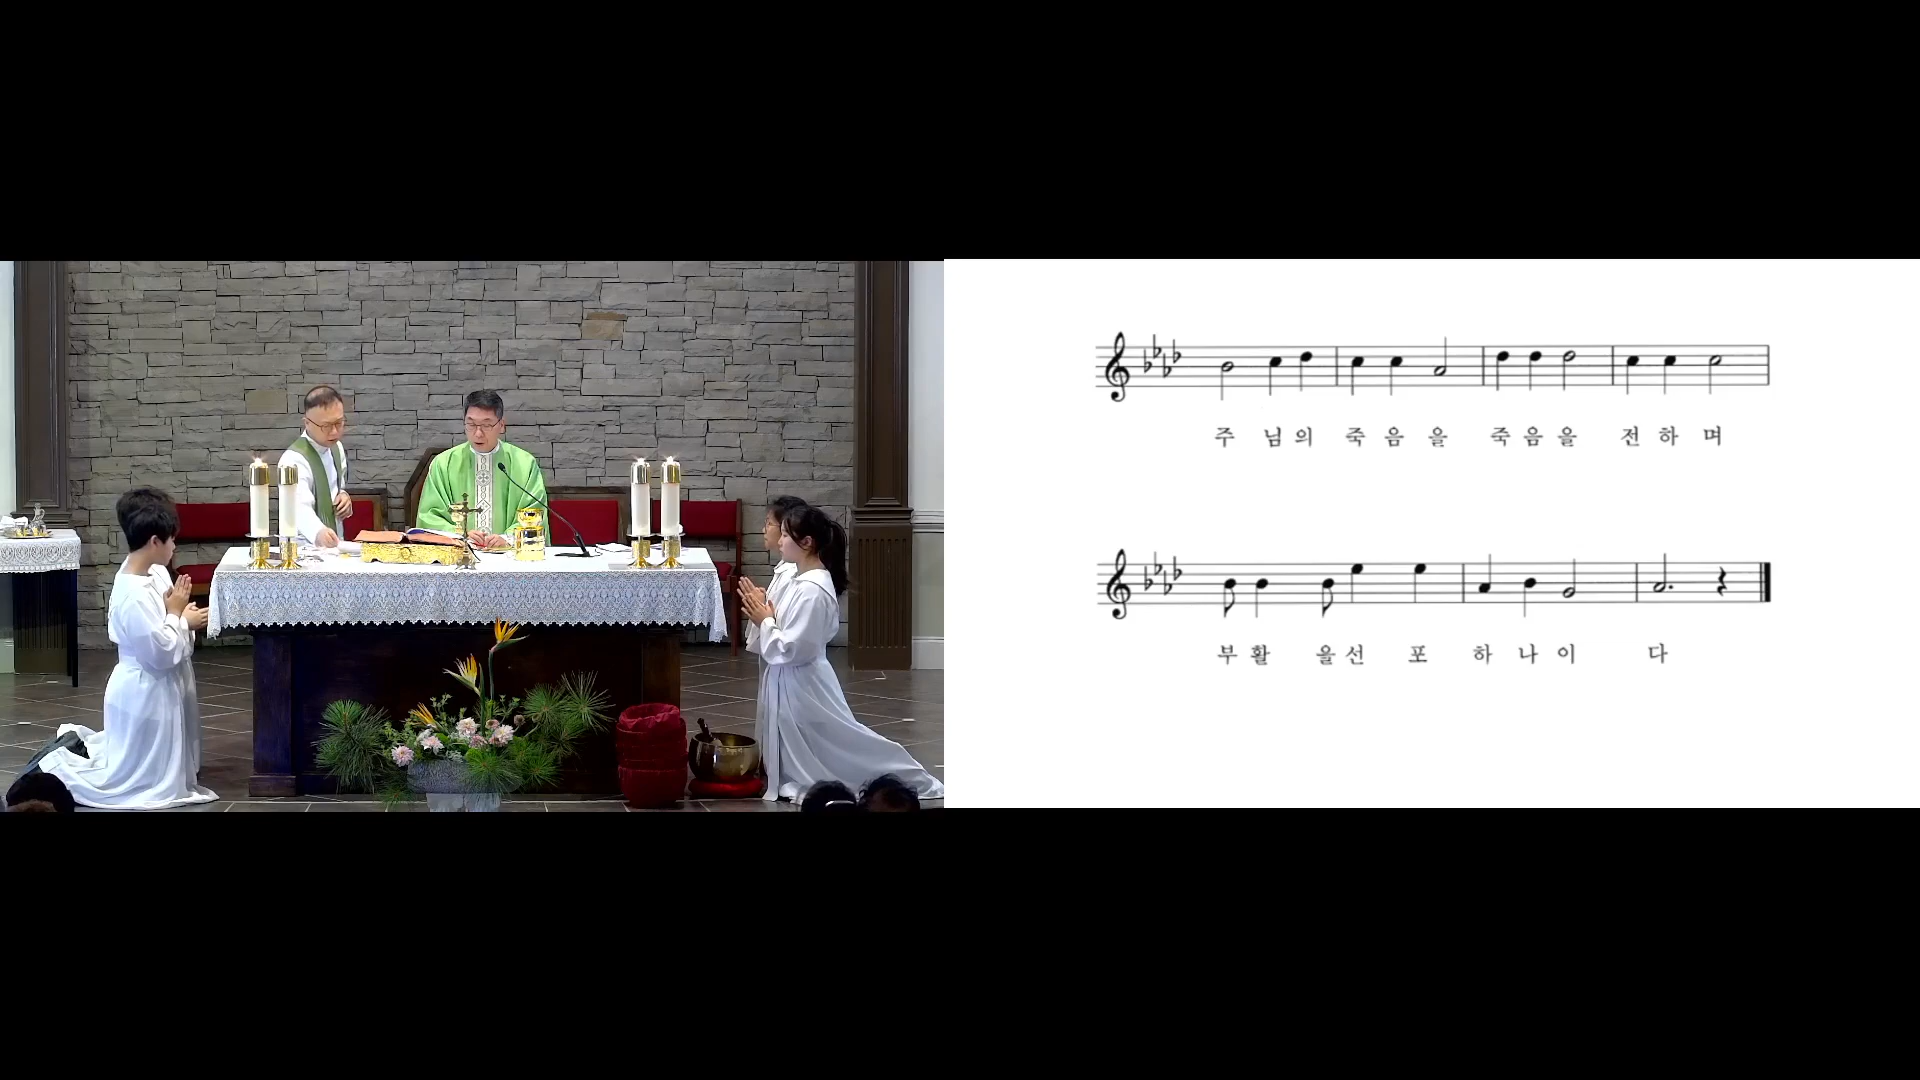 주 님의 죽 음 을 죽 음 을 전 하 며
부 활 을선 포 하 나 이 다